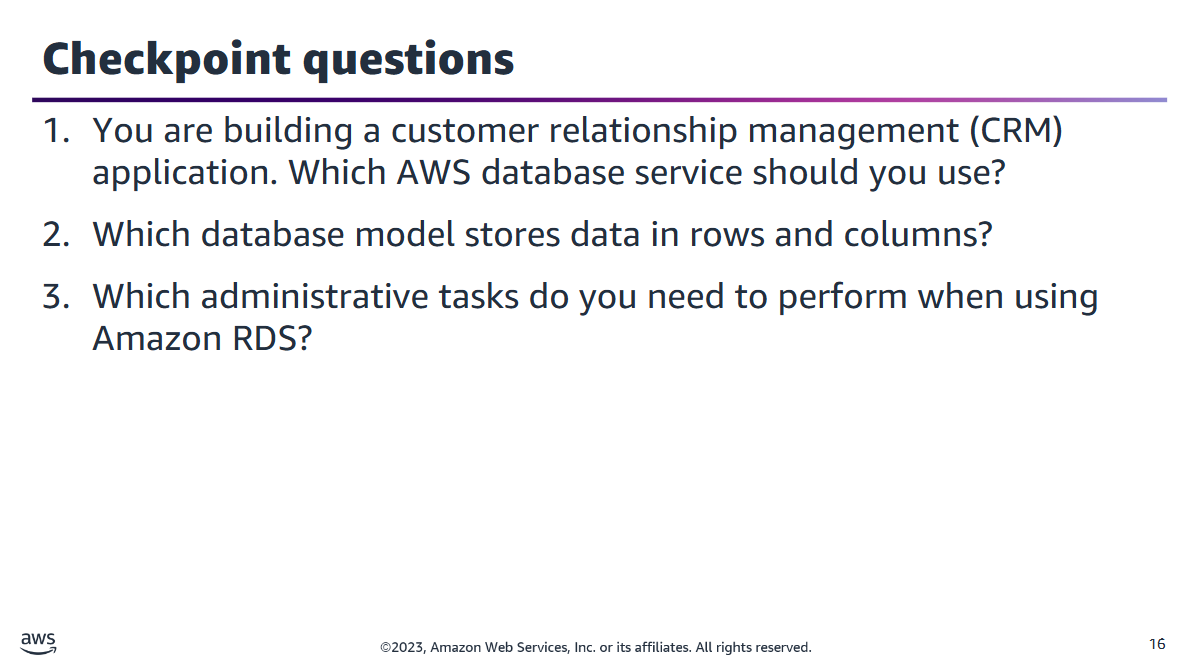 Checkpoint questions
1. You are building a customer relationship management (CRM)
application. Which AWS database service should you use?
2. Which database model stores data in rows and columns?
3. Which administrative tasks do you need to perform when using
Amazon RDS?
aws
©2023, Amazon Web Services, Inc. or its affiliates. All rights reserved.
16